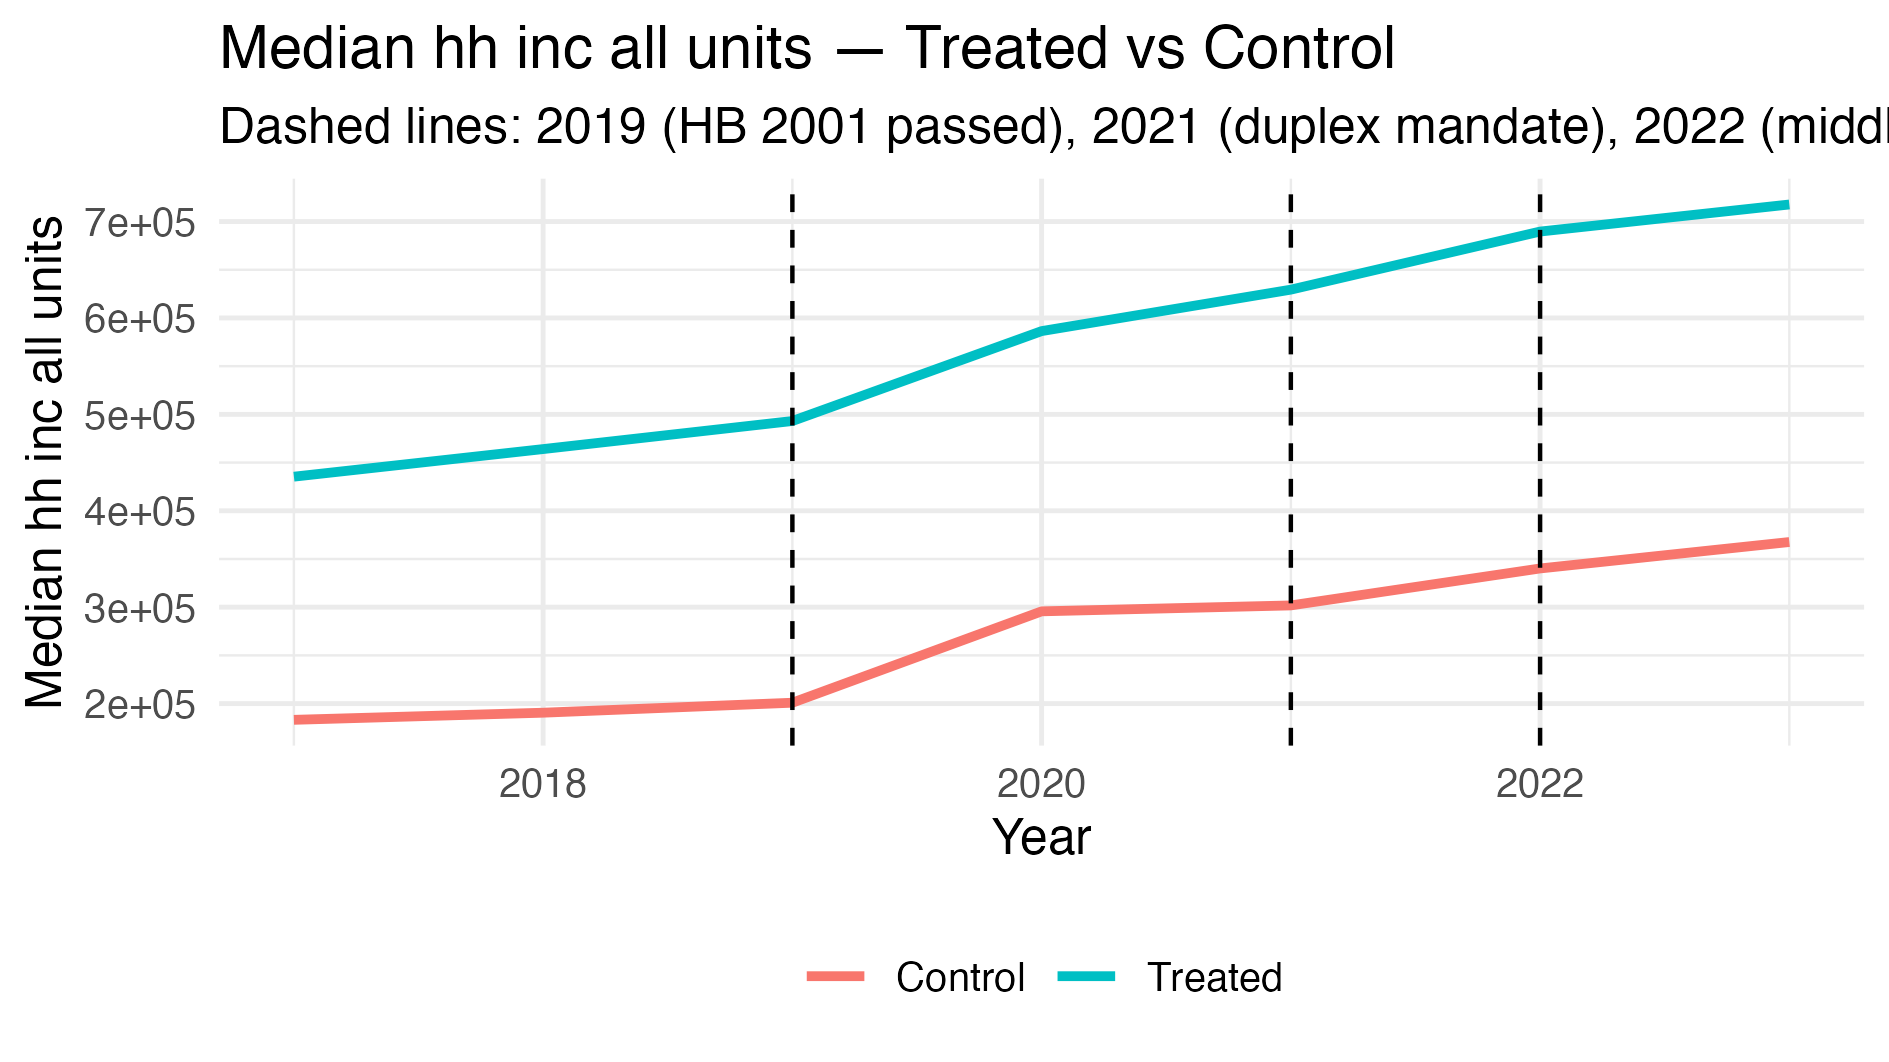 Median hh inc all units — Treated vs Control
Dashed lines: 2019 (HB 2001 passed), 2021 (duplex mandate), 2022 (middl
Median hh inc all units
7e+05
6e+05
5e+05
4e+05
3e+05
2e+05
2018 2020 2022
Year
Control Treated